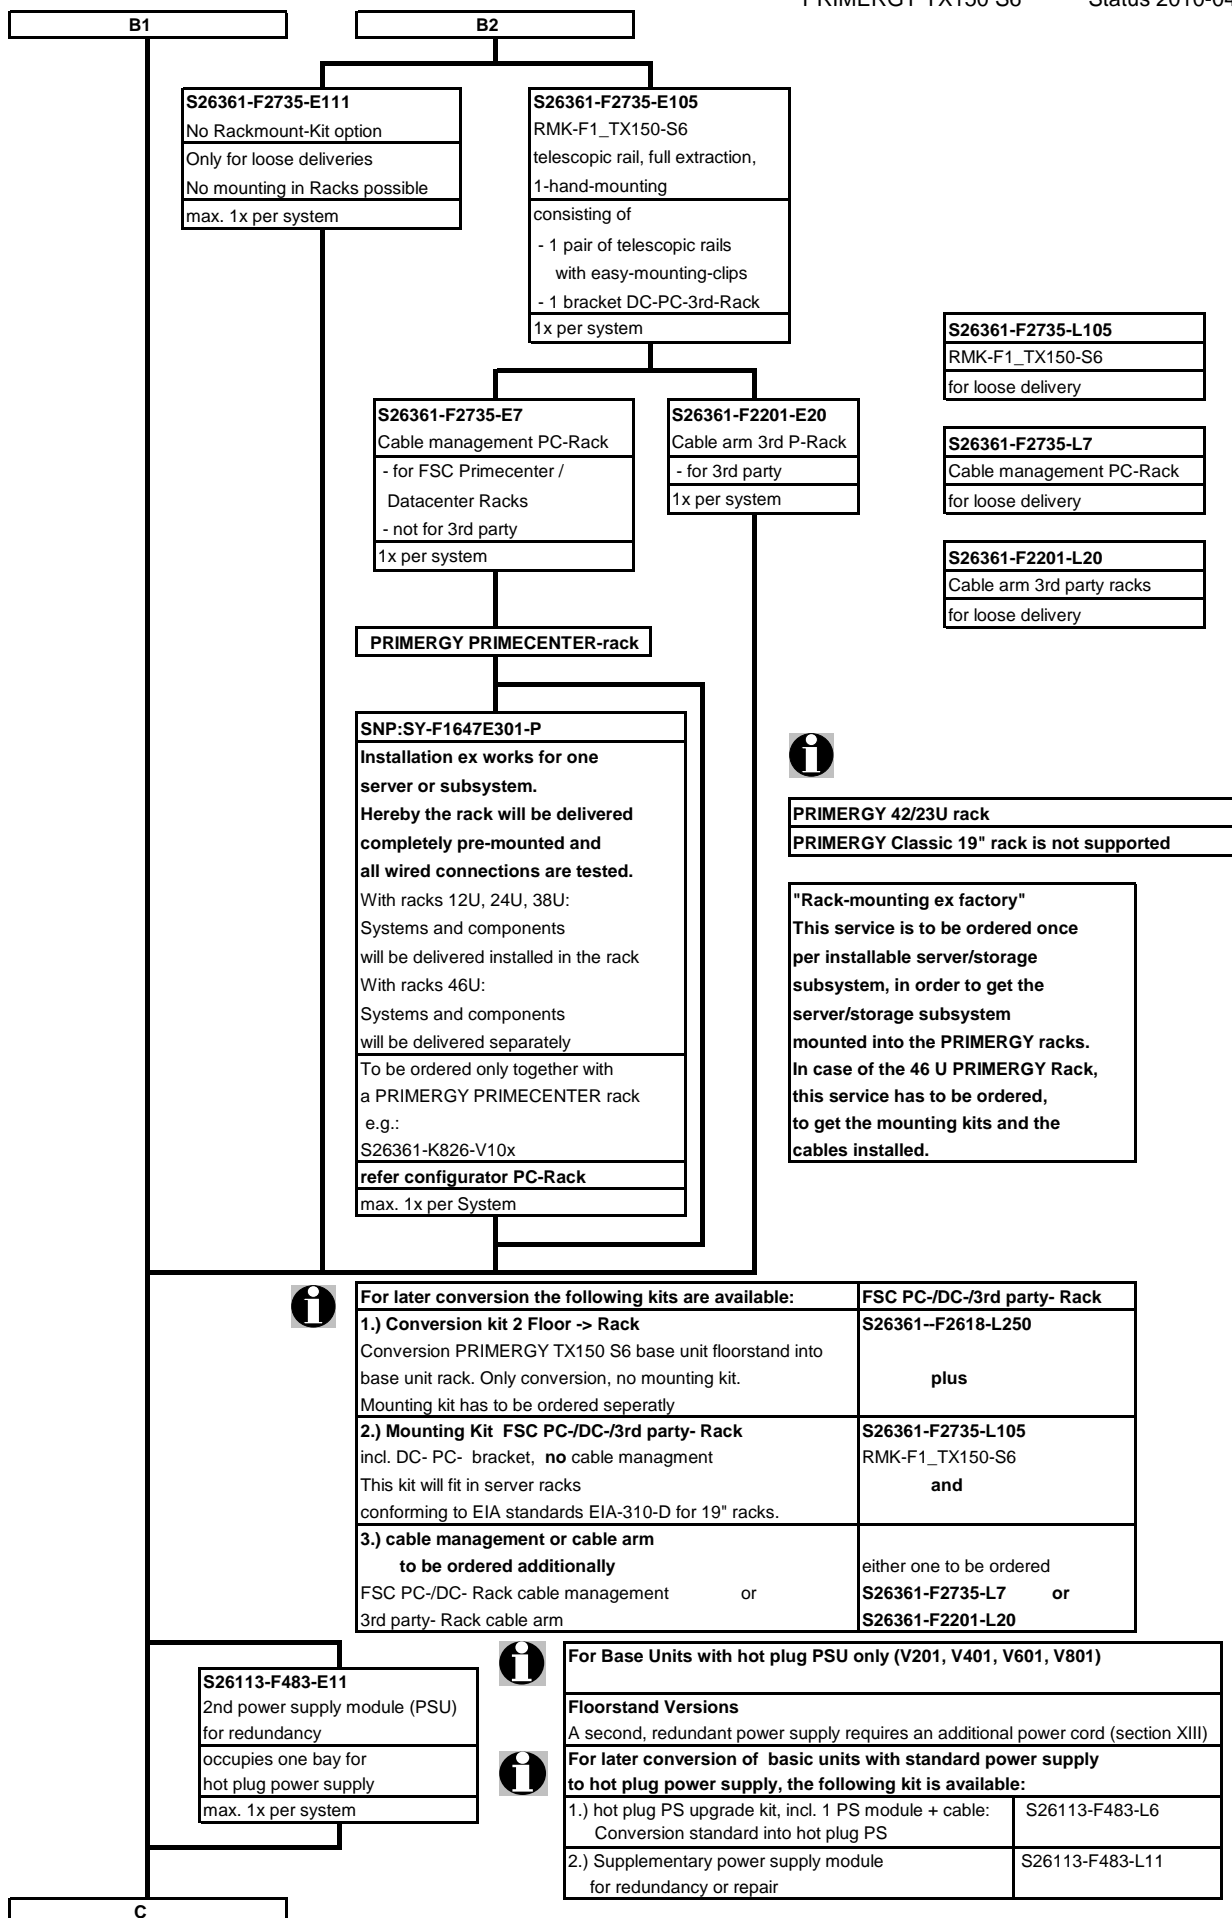 PRIMERGY TX150 S6 Status 2010-04
B1
B2
S26361-F2735-E111
No Rackmount-Kit option
Only for loose deliveries
No mounting in Racks possible
max. 1x per system
S26361-F2735-E105
RMK-F1_TX150-S6
telescopic rail, full extraction,
1-hand-mounting
consisting of
- 1 pair of telescopic rails
with easy-mounting-clips
- 1 bracket DC-PC-3rd-Rack
1x per system
S26361-F2735-L105
RMK-F1_TX150-S6
for loose delivery
S26361-F2735-E7
Cable management PC-Rack
- for FSC Primecenter /
Datacenter Racks
- not for 3rd party
1x per system
S26361-F2201-E20
Cable arm 3rd P-Rack
- for 3rd party
1x per system
S26361-F2735-L7
Cable management PC-Rack
for loose delivery
S26361-F2201-L20
Cable arm 3rd party racks
for loose delivery
PRIMERGY PRIMECENTER-rack
SNP:SY-F1647E301-P
Installation ex works for one
server or subsystem.
Hereby the rack will be delivered
completely pre-mounted and
all wired connections are tested.
With racks 12U, 24U, 38U:
Systems and components
will be delivered installed in the rack
With racks 46U:
Systems and components
will be delivered separately
To be ordered only together with
a PRIMERGY PRIMECENTER rack
e.g.:
S26361-K826-V10x
refer configurator PC-Rack
max. 1x per System
PRIMERGY 42/23U rack
PRIMERGY Classic 19" rack is not supported
"Rack-mounting ex factory"
This service is to be ordered once
per installable server/storage
subsystem, in order to get the
server/storage subsystem
mounted into the PRIMERGY racks.
In case of the 46 U PRIMERGY Rack,
this service has to be ordered,
to get the mounting kits and the
cables installed.
For later conversion the following kits are available: FSC PC-/DC-/3rd party- Rack
1.) Conversion kit 2 Floor -> Rack S26361--F2618-L250
Conversion PRIMERGY TX150 S6 base unit floorstand into
base unit rack. Only conversion, no mounting kit. plus
Mounting kit has to be ordered seperatly
2.) Mounting Kit FSC PC-/DC-/3rd party- Rack S26361-F2735-L105
incl. DC- PC- bracket, no cable managment RMK-F1_TX150-S6
This kit will fit in server racks and
conforming to EIA standards EIA-310-D for 19" racks.
3.) cable management or cable arm
to be ordered additionally either one to be ordered
FSC PC-/DC- Rack cable management or S26361-F2735-L7 or
3rd party- Rack cable arm S26361-F2201-L20
S26113-F483-E11
2nd power supply module (PSU)
for redundancy
occupies one bay for
hot plug power supply
max. 1x per system
For Base Units with hot plug PSU only (V201, V401, V601, V801)
Floorstand Versions
A second, redundant power supply requires an additional power cord (section XIII)
For later conversion of basic units with standard power supply
to hot plug power supply, the following kit is available:
1.) hot plug PS upgrade kit, incl. 1 PS module + cable: S26113-F483-L6
Conversion standard into hot plug PS
2.) Supplementary power supply module S26113-F483-L11
for redundancy or repair
C